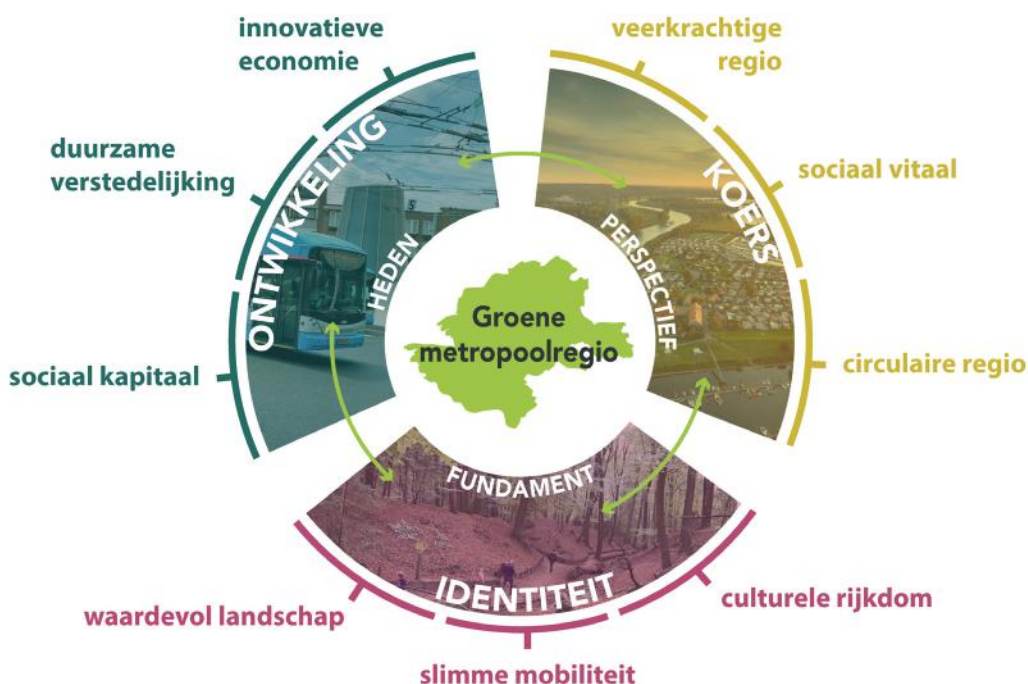 innovatieve
economie
veerkrachtige
regio
duurzame
verstedelijking
sociaal vitaal
ONTWIKKELING
HEDEN
KOERS
PERSPECTIEF
Groene
metropoolregio
sociaal kapitaal
circulaire regio
FUNDAMENT
IDENTITEIT
waardevol landschap
culturele rijkdom
slimme mobiliteit